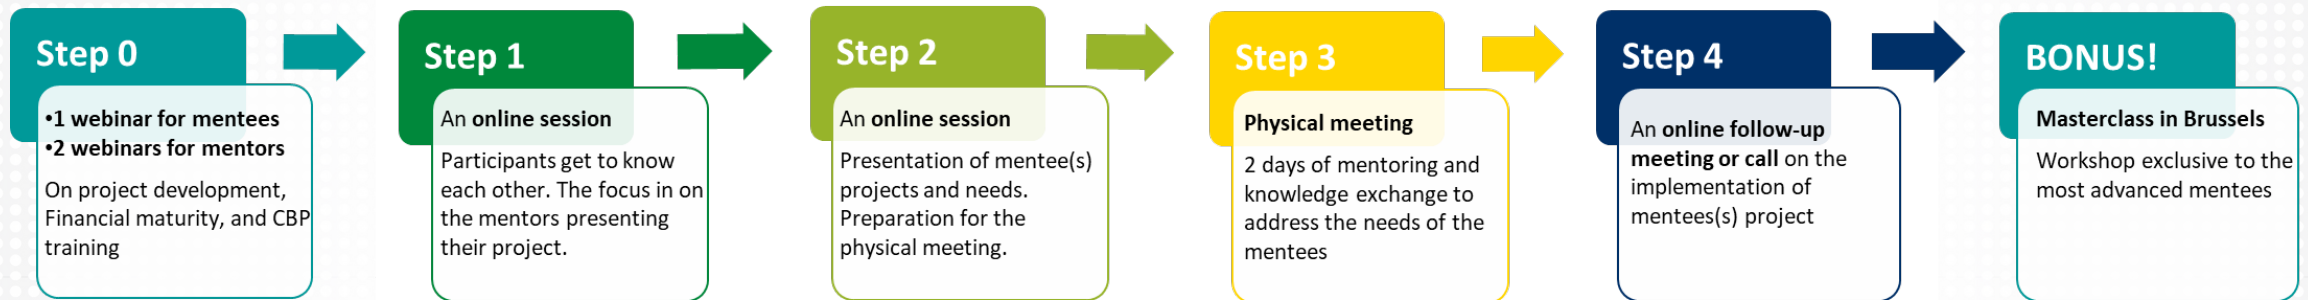 Step 0
•1 webinar for mentees
•2 webinars for mentors
On project development,
Financial maturity, and CBP
training
Step 1
An online session
Participants get to know
each other. The focus in on
the mentors presenting
their project.
Step 2
An online session
Presentation of mentee(s)
projects and needs.
Preparation for the
physical meeting.
Step 3
Physical meeting
2 days of mentoring and
knowledge exchange to
address the needs of the
mentees
Step 4
An online follow-up
meeting or call on the
implementation of
mentees(s) project
BONUS!
Masterclass in Brussels
Workshop exclusive to the
most advanced mentees